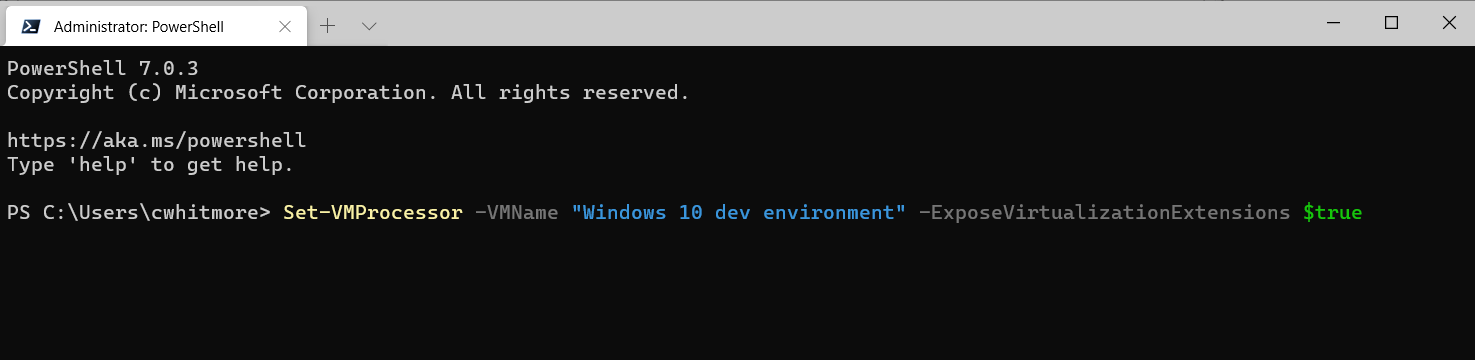 Administrator: PowerShell
PowerShell 7.0.3
Copyright (c) Microsoft Corporation. All rights reserved.
https://aka.ms/powershell
Type 'help' to get help.
PS C:\Users\cwhitmore> Set-VMProcessor -VMName "Windows 10 dev environment" -ExposeVirtualizationExtensions $true